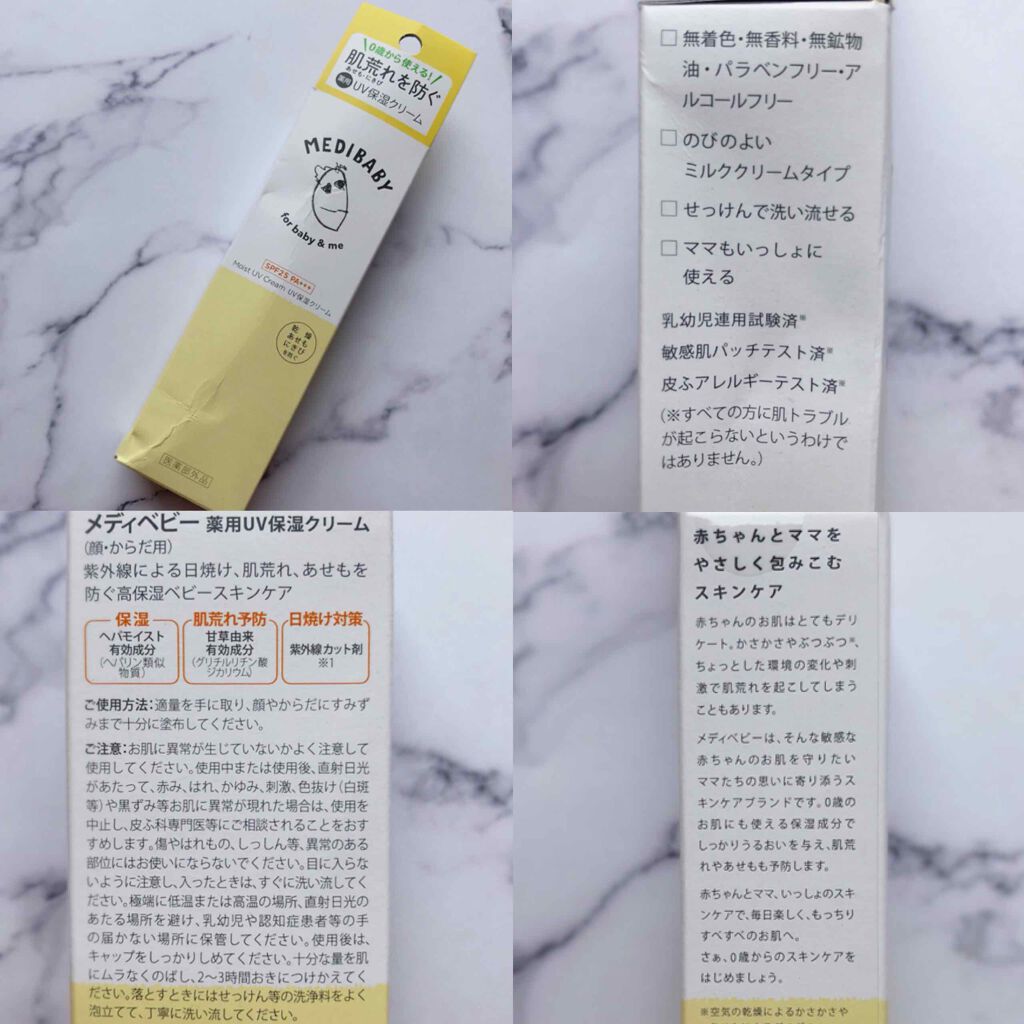 \0歳から使える!/
肌荒れを防ぐ
あせも・にきび
薬用 UV保湿クリーム
MEDIBABY
for baby & me
SPF25 PA+++
Moist UV Cream UV保湿クリーム
乾燥
あせも
にきび
を防ぐ
医薬部外品
□ 無着色・無香料・無鉱物
油・パラベンフリー・ア
ルコールフリー
□ のびのよい
ミルククリームタイプ
□ せっけんで洗い流せる
□ ママもいっしょに
使える
乳幼児連用試験済※
敏感肌パッチテスト済※
皮ふアレルギーテスト済※
(※すべての方に肌トラブル
が起こらないというわけで
はありません。)
メディベビー 薬用UV保湿クリーム
(顔・からだ用)
紫外線による日焼け、肌荒れ、あせもを
防ぐ高保湿ベビースキンケア
保湿
ヘパモイスト
有効成分
(ヘパリン類似
物質)
肌荒れ予防
甘草由来
有効成分
(グリチルリチン酸
ジカリウム)
日焼け対策
紫外線カット剤
※1
ご使用方法:適量を手に取り、顔やからだにすみず
みまで十分に塗布してください。
ご注意:お肌に異常が生じていないかよく注意して
使用してください。使用中または使用後、直射日光
があたって、赤み、はれ、かゆみ、刺激、色抜け(白斑
等)や黒ずみ等お肌に異常が現れた場合は、使用を
中止し、皮ふ科専門医等にご相談されることをおす
すめします。傷やはれもの、しっしん等、異常のある
部位にはお使いにならないでください。目に入らな
いように注意し、入ったときは、すぐに洗い流してく
ださい。極端に低温または高温の場所、直射日光の
あたる場所を避け、乳幼児や認知症患者等の手
の届かない場所に保管してください。使用後は、
キャップをしっかりしめてください。十分な量を肌
にムラなくのばし、2〜3時間おきにつけかえてく
ださい。落とすときにはせっけん等の洗浄料をよく
泡立てて、丁寧に洗い流してください。
赤ちゃんとママを
やさしく包みこむ
スキンケア
赤ちゃんのお肌はとてもデリ
ケート。かさかさやぶつぶつ※、
ちょっとした環境の変化や刺
激で肌荒れを起こしてしまう
こともあります。
メディベビーは、そんな敏感な
赤ちゃんのお肌を守りたい
ママたちの思いに寄り添うス
キンケアブランドです。0歳の
お肌にも使える保湿成分で
しっかりうるおいを与え、肌荒
れやあせもも予防します。
赤ちゃんとママ、いっしょのスキ
ンケアで、毎日楽しく、もっちり
すべすべのお肌へ。
さぁ、0歳からのスキンケアを
はじめましょう。
※空気の乾燥によるかさかさや